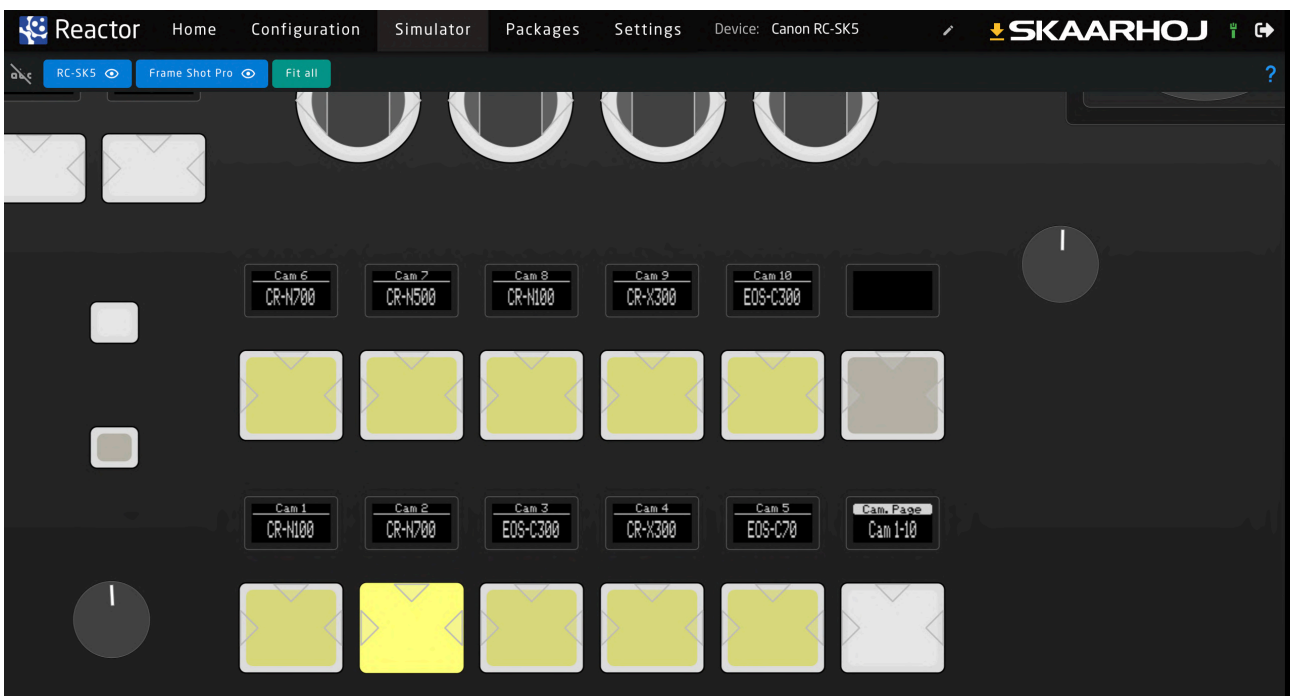 Reactor Home Configuration Simulator Packages Settings Device: Canon RC-SK5 SKAARHOJ
abc RC-SK5 Frame Shot Pro Fit all ?
Cam 6 Cam 7 Cam 8 Cam 9 Cam 10
CR-N700 CR-N500 CR-N100 CR-X300 EOS-C300
Cam 1 Cam 2 Cam 3 Cam 4 Cam 5 Cam. Page
CR-N100 CR-N700 EOS-C300 CR-X300 EOS-C70 Cam 1-10